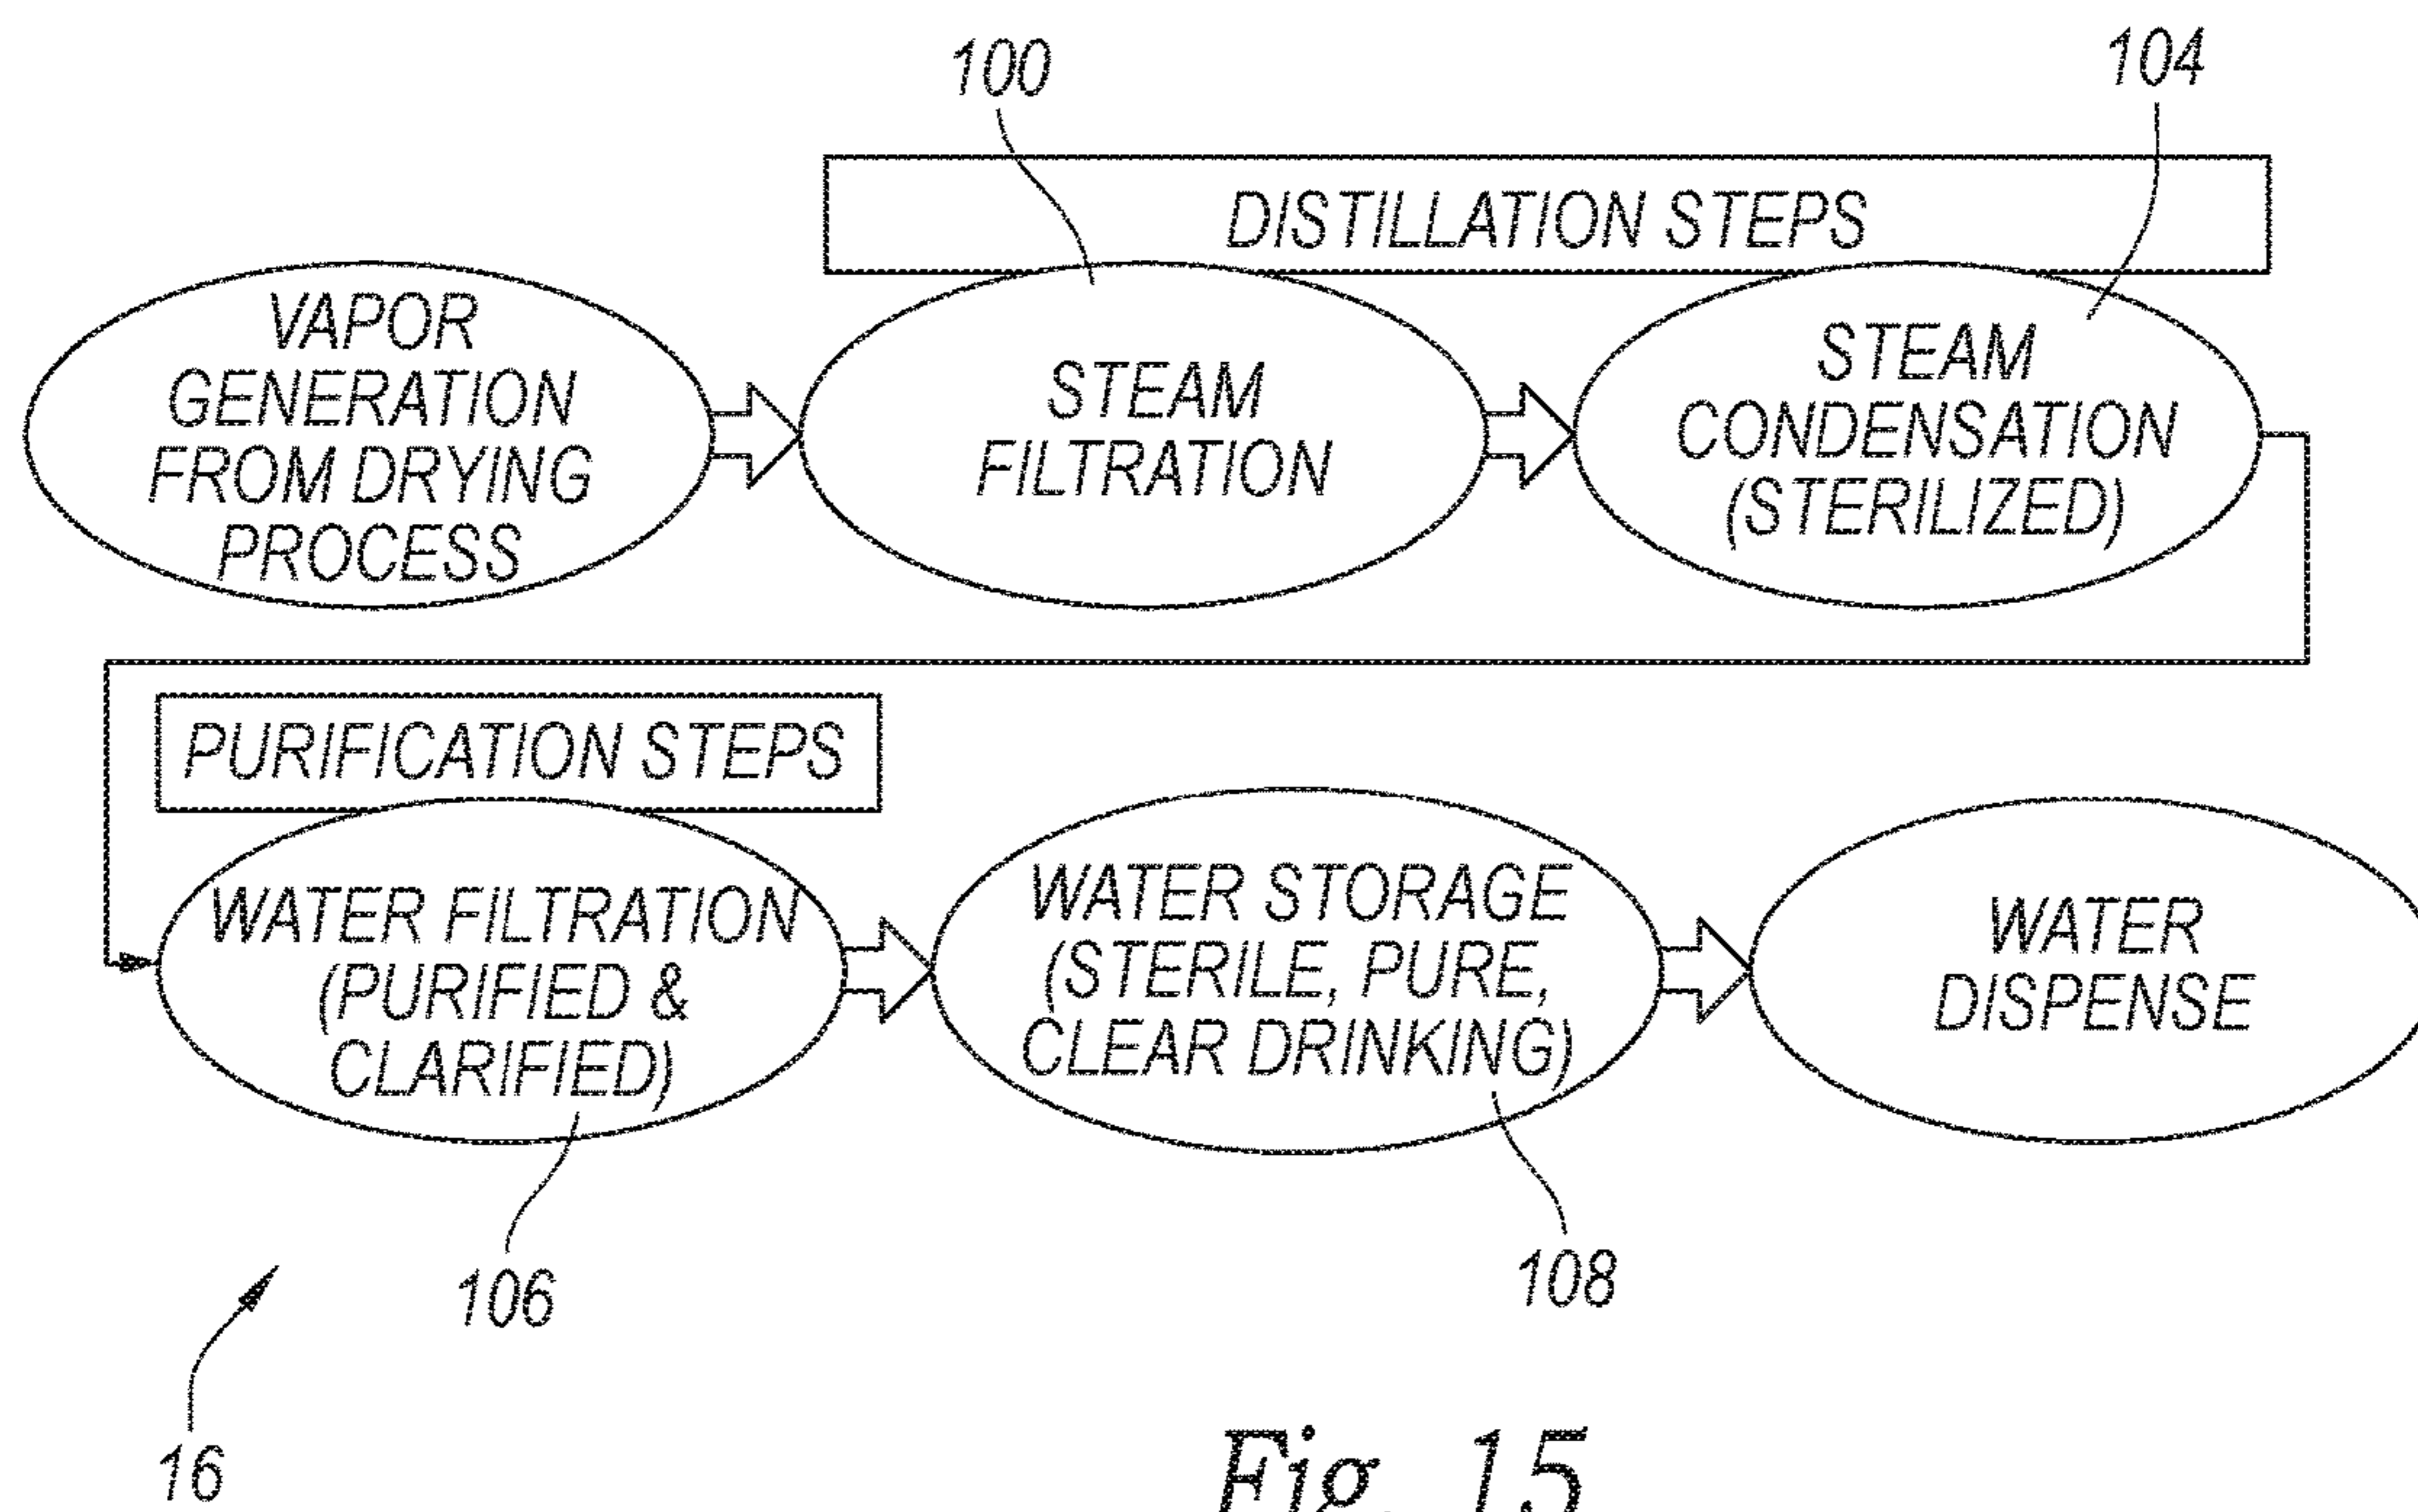 100
104
DISTILLATION STEPS
VAPOR
GENERATION
FROM DRYING
PROCESS
STEAM
FILTRATION
STEAM
CONDENSATION
(STERILIZED)
PURIFICATION STEPS
WATER FILTRATION
(PURIFIED &
CLARIFIED)
WATER STORAGE
(STERILE, PURE,
CLEAR DRINKING)
WATER
DISPENSE
106
108
16
Fig. 15